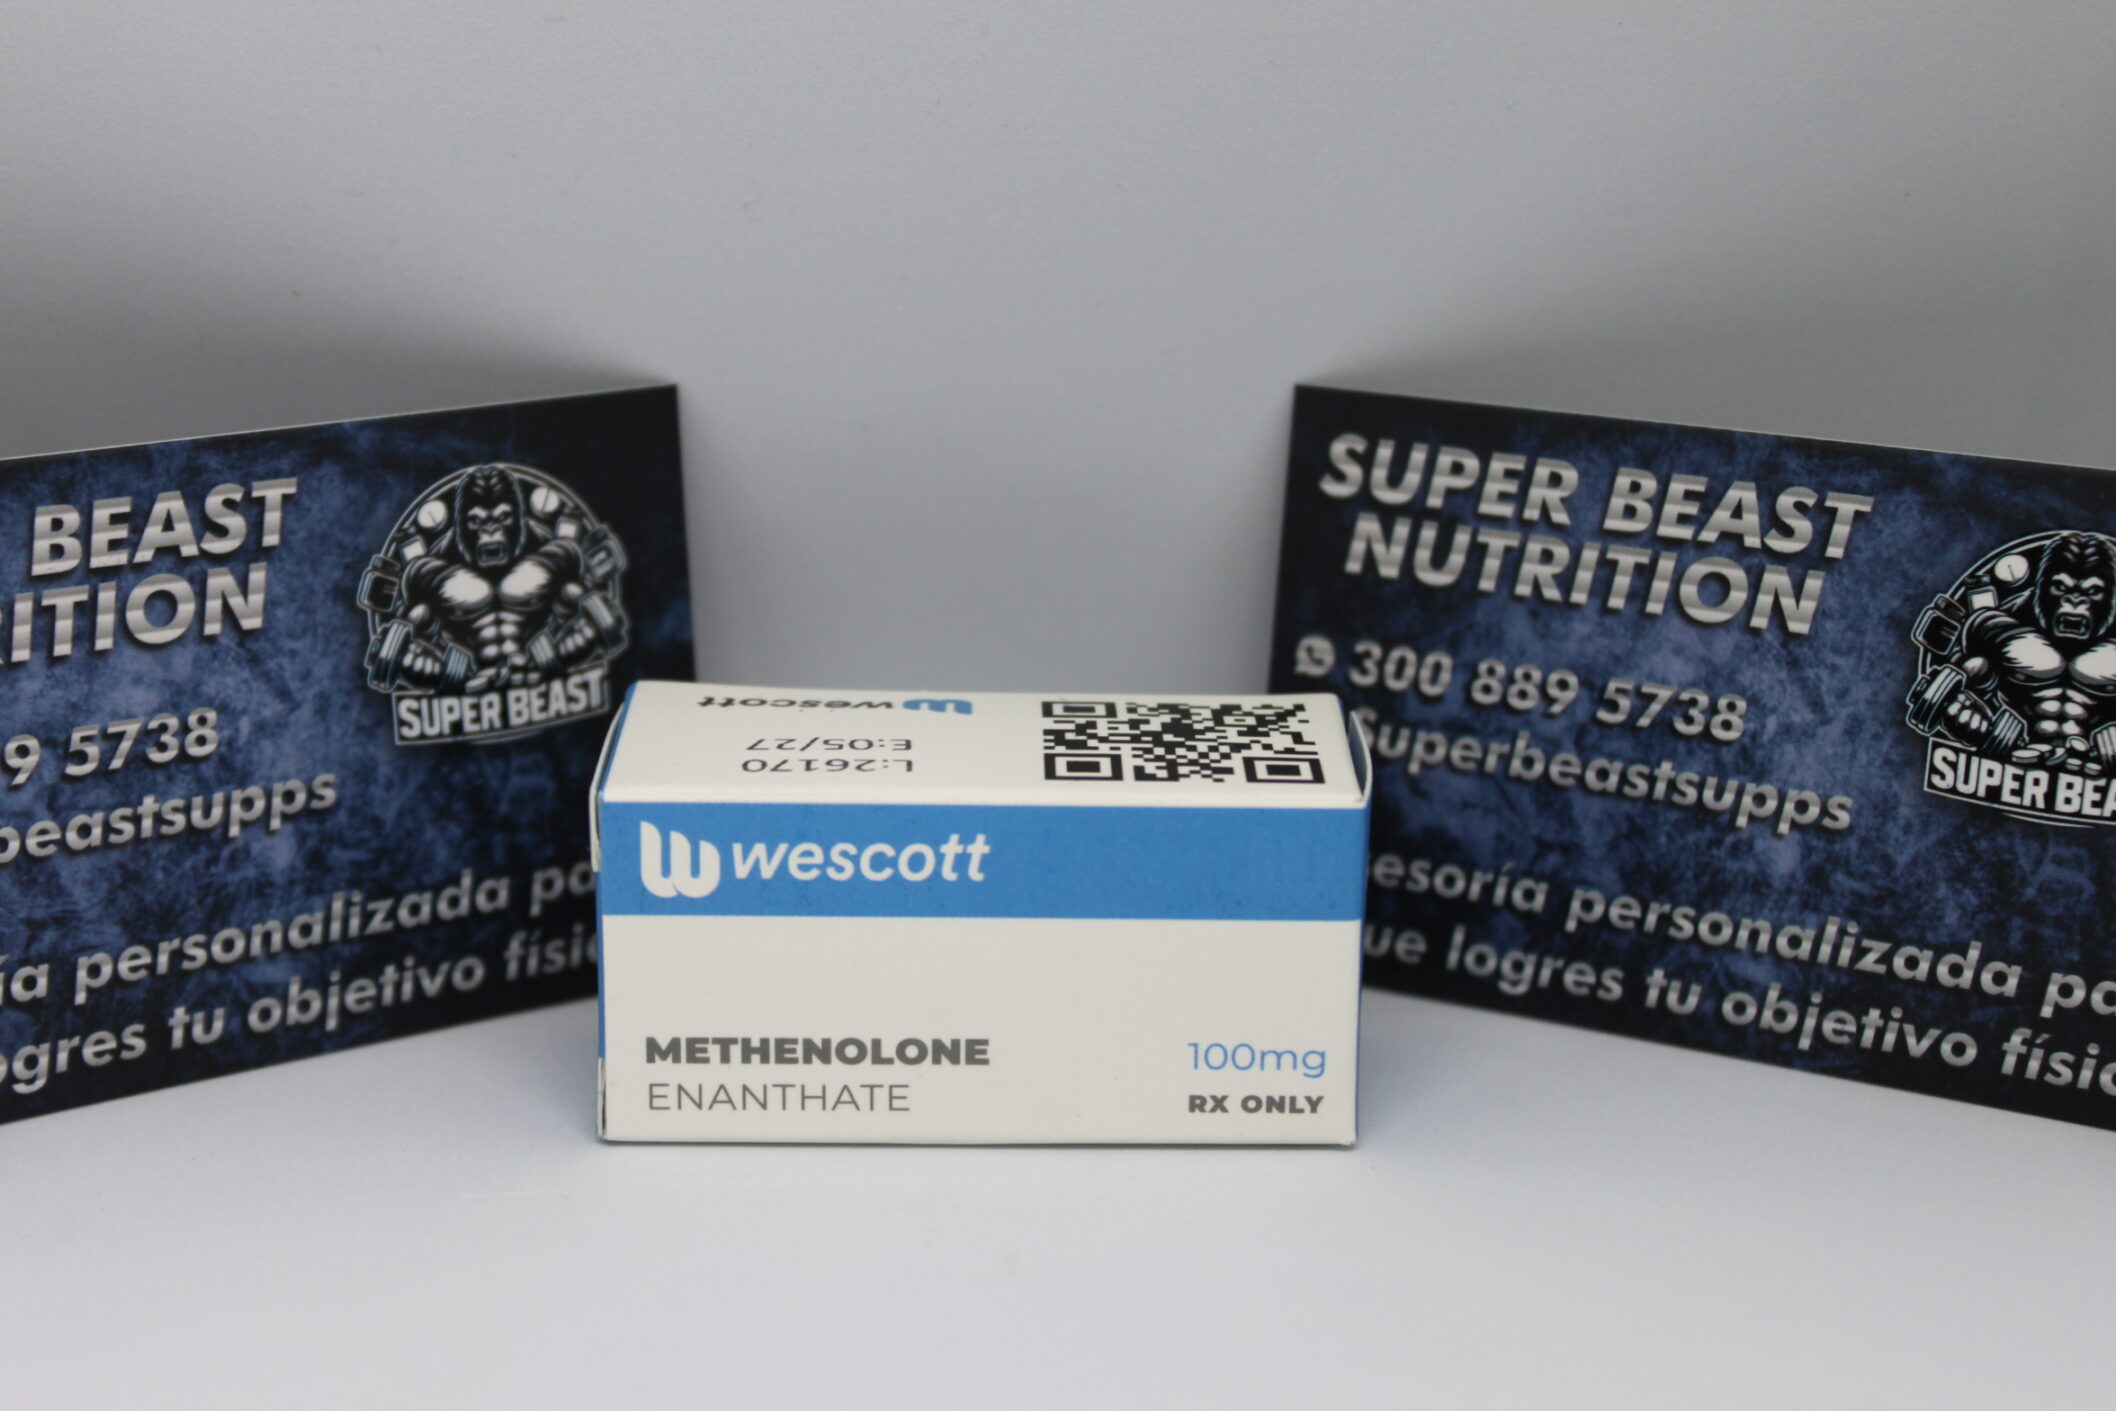 BEAST
RITION
9 5738
beastsupps
ía personalizada pa
ogres tu objetivo físi
SUPER BEAST
SUPER BEAST
NUTRITION
300 889 5738
Superbeastsupps
esoría personalizada pa
ue logres tu objetivo físic
SUPER BEA
wescott
L:26170
E:05/27
wescott
METHENOLONE
ENANTHATE
100mg
RX ONLY